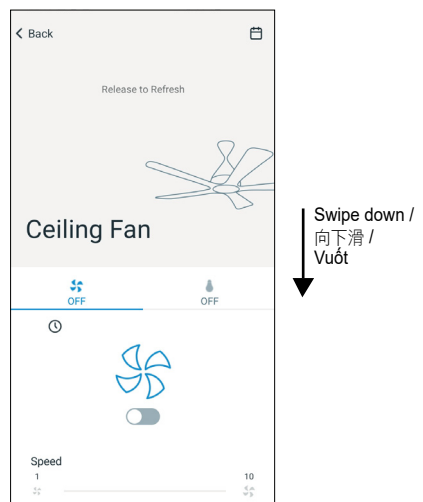 Back
Release to Refresh
Ceiling Fan
Swipe down /
向下滑 /
Vuốt
OFF
OFF
Speed
1
10